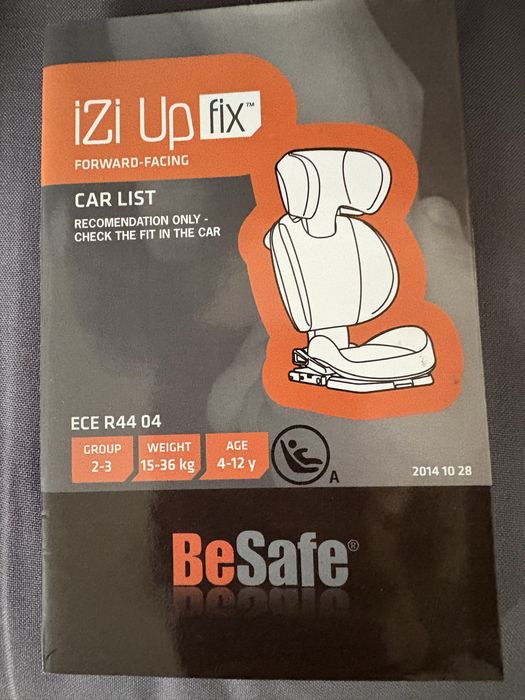 iZi Up fix™
FORWARD-FACING
CAR LIST
RECOMENDATION ONLY -
CHECK THE FIT IN THE CAR
ECE R44 04
GROUP
2-3
WEIGHT
15-36 kg
AGE
4-12 y
A
2014 10 28
BeSafe®